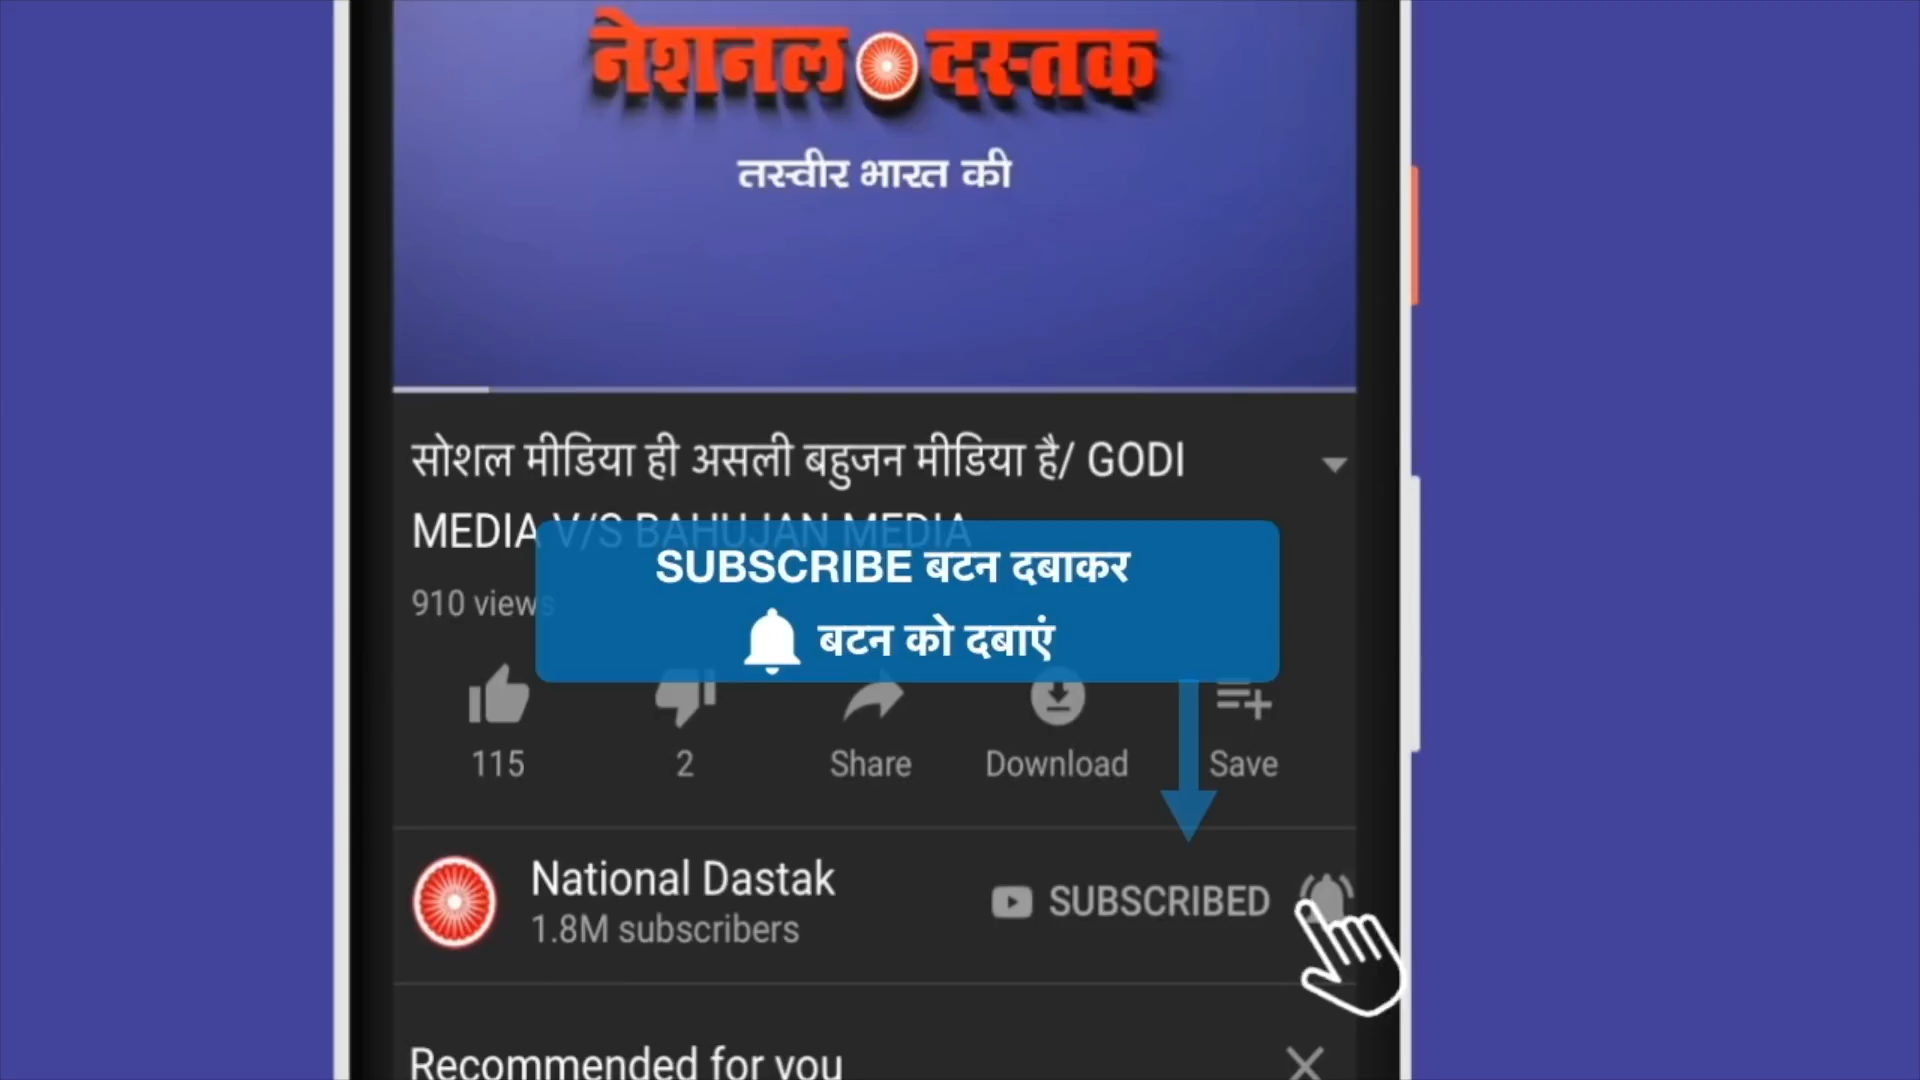 नेशनल दस्तक
तस्वीर भारत की
सोशल मीडिया ही असली बहुजन मीडिया है/ GODI
MEDIA V/S BAHUJAN MEDIA
SUBSCRIBE बटन दबाकर
बटन को दबाएं
910 views
115
2
Share
Download
Save
National Dastak
1.8M subscribers
SUBSCRIBED
Recommended for you